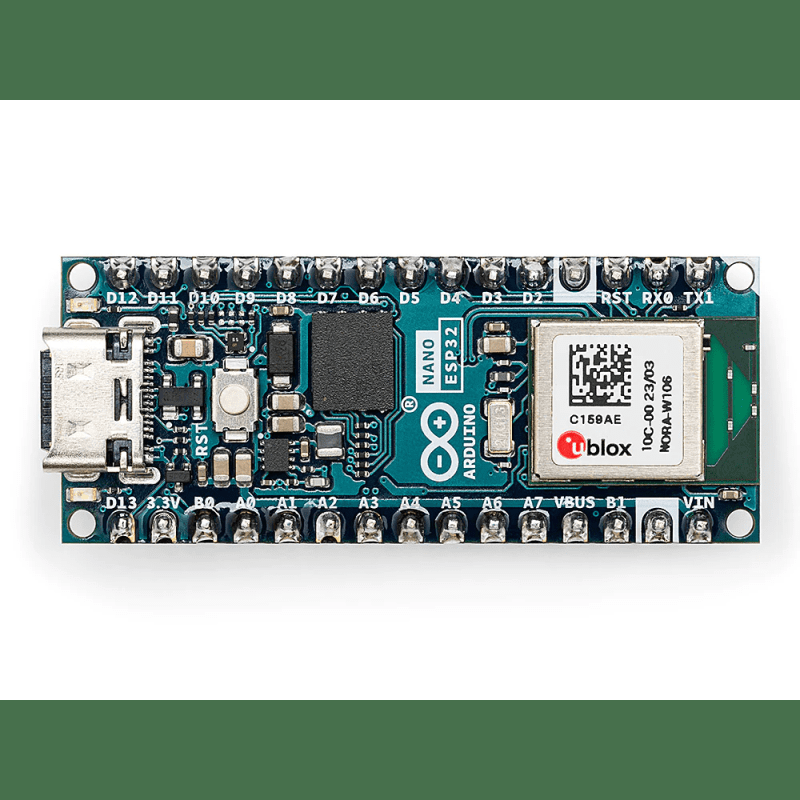 D12 D11 D10 D9 D8 D7 D6 D5 D4 D3 D2 RST RX0 TX1
NANO
ESP32
®
ARDUINO
RST
C159AE
ublox
10C-00 23/03
NORA-W106
D13 3.3V B0 A0 A1 A2 A3 A4 A5 A6 A7 VBUS B1 VIN